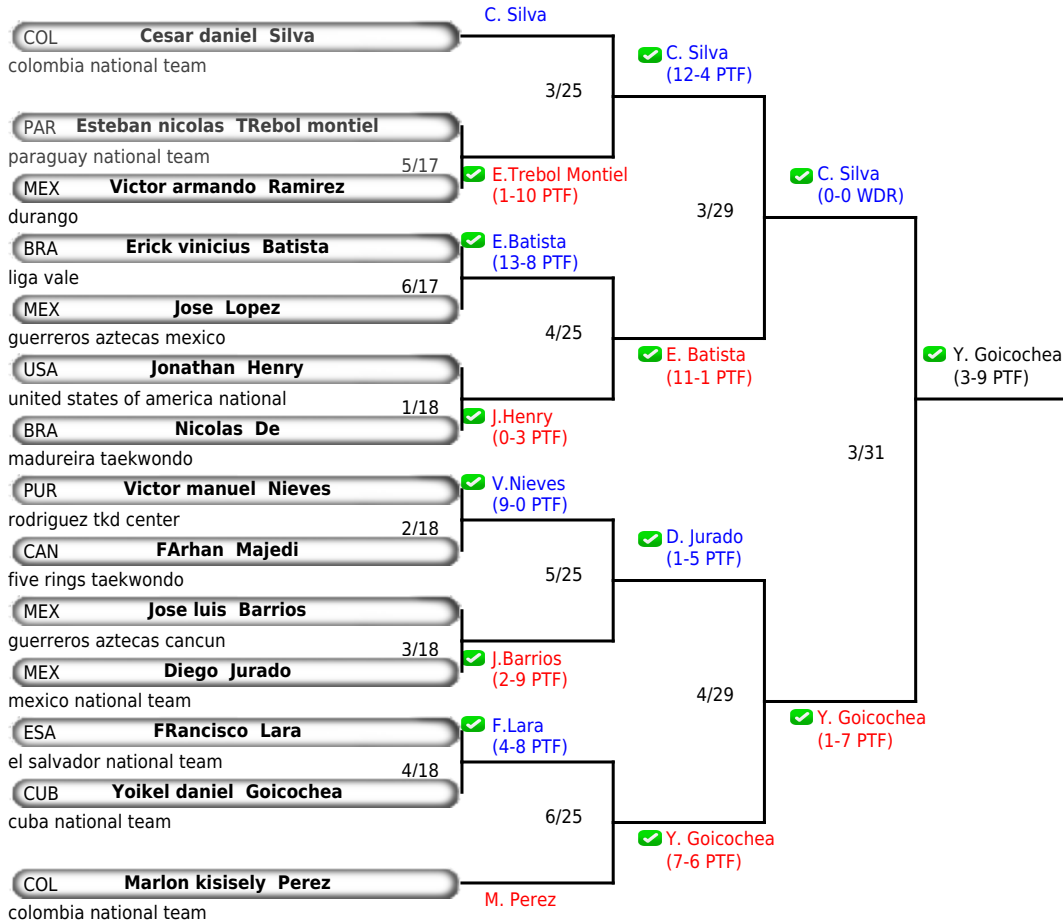 C. Silva
COL Cesar daniel Silva
colombia national team
C. Silva
(12-4 PTF)
3/25
PAR Esteban nicolas TRebol montiel
paraguay national team
5/17
E.Trebol Montiel
(1-10 PTF)
MEX Victor armando Ramirez
durango
C. Silva
(0-0 WDR)
3/29
BRA Erick vinicius Batista
liga vale
E.Batista
(13-8 PTF)
6/17
MEX Jose Lopez
guerreros aztecas mexico
4/25
E. Batista
(11-1 PTF)
USA Jonathan Henry
united states of america national
1/18
J.Henry
(0-3 PTF)
BRA Nicolas De
madureira taekwondo
Y. Goicochea
(3-9 PTF)
3/31
PUR Victor manuel Nieves
rodriguez tkd center
V.Nieves
(9-0 PTF)
2/18
CAN FArhan Majedi
five rings taekwondo
D. Jurado
(1-5 PTF)
5/25
MEX Jose luis Barrios
guerreros aztecas cancun
3/18
J.Barrios
(2-9 PTF)
MEX Diego Jurado
mexico national team
4/29
Y. Goicochea
(1-7 PTF)
ESA FRancisco Lara
el salvador national team
F.Lara
(4-8 PTF)
4/18
CUB Yoikel daniel Goicochea
cuba national team
6/25
Y. Goicochea
(7-6 PTF)
COL Marlon kisisely Perez
colombia national team
M. Perez